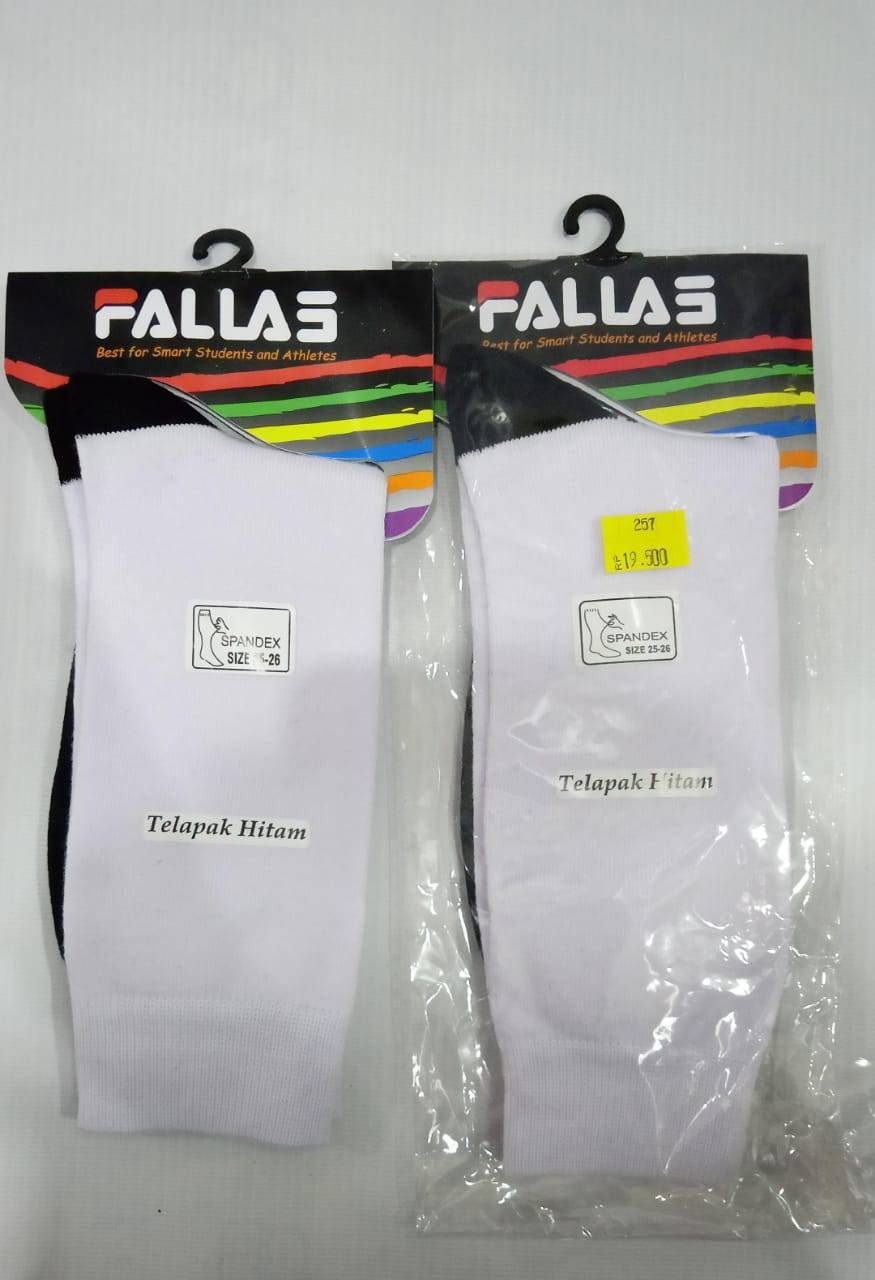 FALLAS
Best for Smart Students and Athletes
SPANDEX
SIZE 25-26
Telapak Hitam
FALLAS
Best for Smart Students and Athletes
257
RP 19.500
SPANDEX
SIZE 25-26
Telapak Hitam